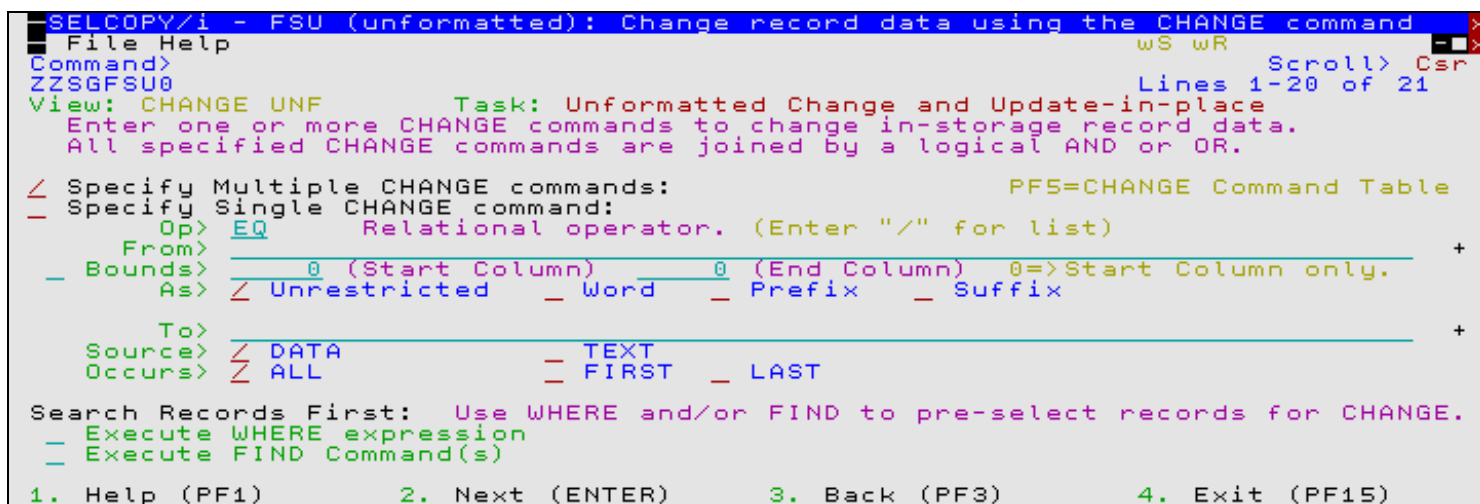 SELCOPY/i - FSU (unformatted): Change record data using the CHANGE command x
File Help wS wR x
Command> Scroll> Csr
ZZSGFSU0 Lines 1-20 of 21
View: CHANGE UNF Task: Unformatted Change and Update-in-place
Enter one or more CHANGE commands to change in-storage record data.
All specified CHANGE commands are joined by a logical AND or OR.
/ Specify Multiple CHANGE commands: PF5=CHANGE Command Table
_ Specify Single CHANGE command:
Op> EQ Relational operator. (Enter "/" for list)
From> +
_ Bounds> 0 (Start Column) 0 (End Column) 0=>Start Column only.
As> / Unrestricted _ Word _ Prefix _ Suffix
To> +
Source> / DATA _ TEXT
Occurs> / ALL _ FIRST _ LAST
Search Records First: Use WHERE and/or FIND to pre-select records for CHANGE.
_ Execute WHERE expression
_ Execute FIND Command(s)
1. Help (PF1) 2. Next (ENTER) 3. Back (PF3) 4. Exit (PF15)